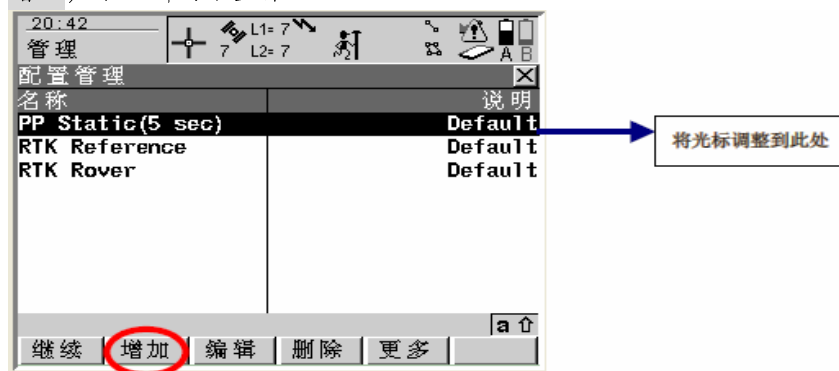 20:42
管理
7
L1= 7
L2= 7
2
A B
配置管理
名称 说明
PP Static(5 sec) Default
RTK Reference Default
RTK Rover Default
将光标调整到此处
a
继续 增加 编辑 删除 更多